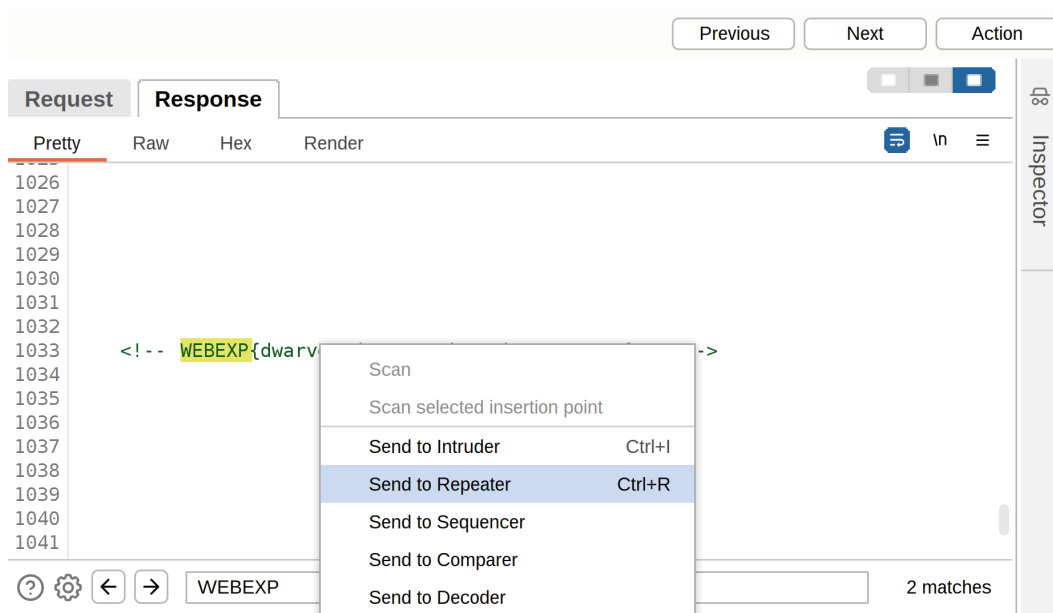 Previous Next Action
Request Response
Pretty Raw Hex Render \n
Inspector
1026
1027
1028
1029
1030
1031
1032
1033 <!-- WEBEXP{dwarv ->
1034
1035
1036
1037
1038
1039
1040
1041
Scan
Scan selected insertion point
Send to Intruder Ctrl+I
Send to Repeater Ctrl+R
Send to Sequencer
Send to Comparer
Send to Decoder
WEBEXP 2 matches